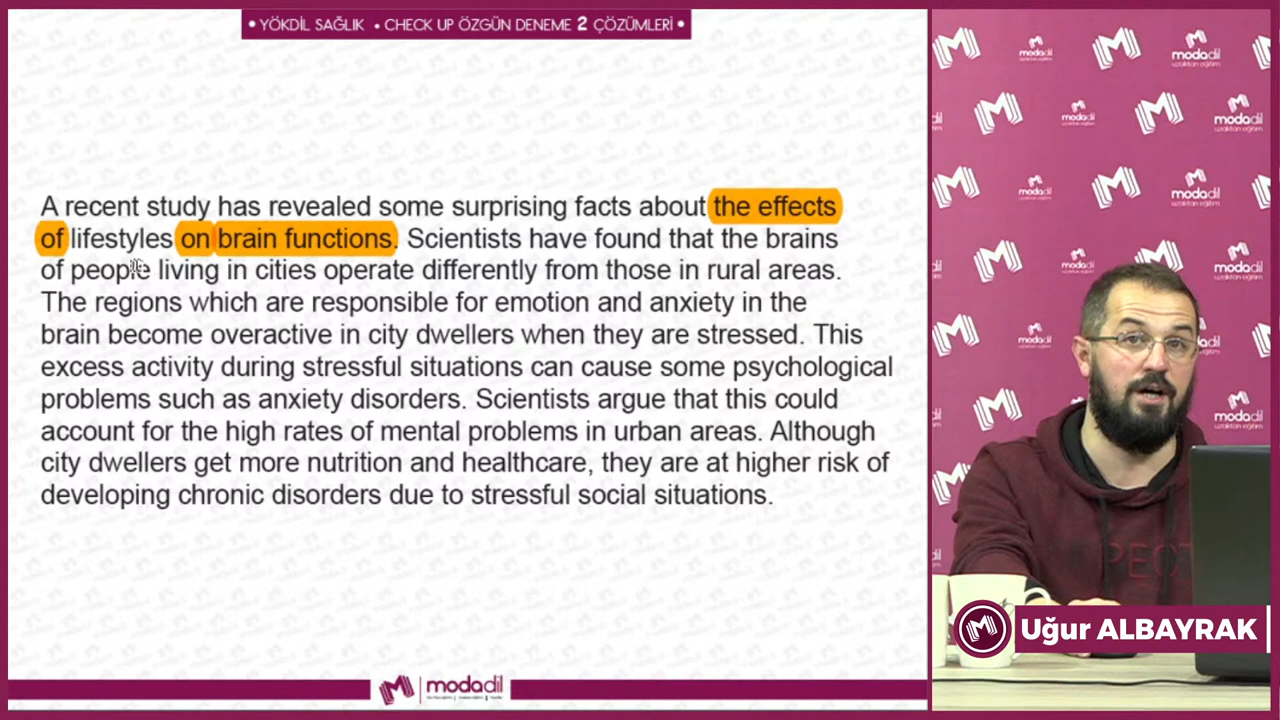 • YÖKDİL SAĞLIK • CHECK UP ÖZGÜN DENEME 2 ÇÖZÜMLERİ •
A recent study has revealed some surprising facts about the effects
of lifestyles on brain functions. Scientists have found that the brains
of people living in cities operate differently from those in rural areas.
The regions which are responsible for emotion and anxiety in the
brain become overactive in city dwellers when they are stressed. This
excess activity during stressful situations can cause some psychological
problems such as anxiety disorders. Scientists argue that this could
account for the high rates of mental problems in urban areas. Although
city dwellers get more nutrition and healthcare, they are at higher risk of
developing chronic disorders due to stressful social situations.
modadil
modadil
uzaktan eğitim
Uğur ALBAYRAK